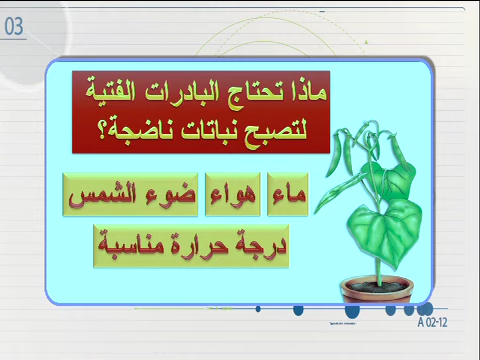 03
ماذا تحتاج البادرات الفتية
لتصبح نباتات ناضجة؟
ماء هواء ضوء الشمس
درجة حرارة مناسبة
A 02-12